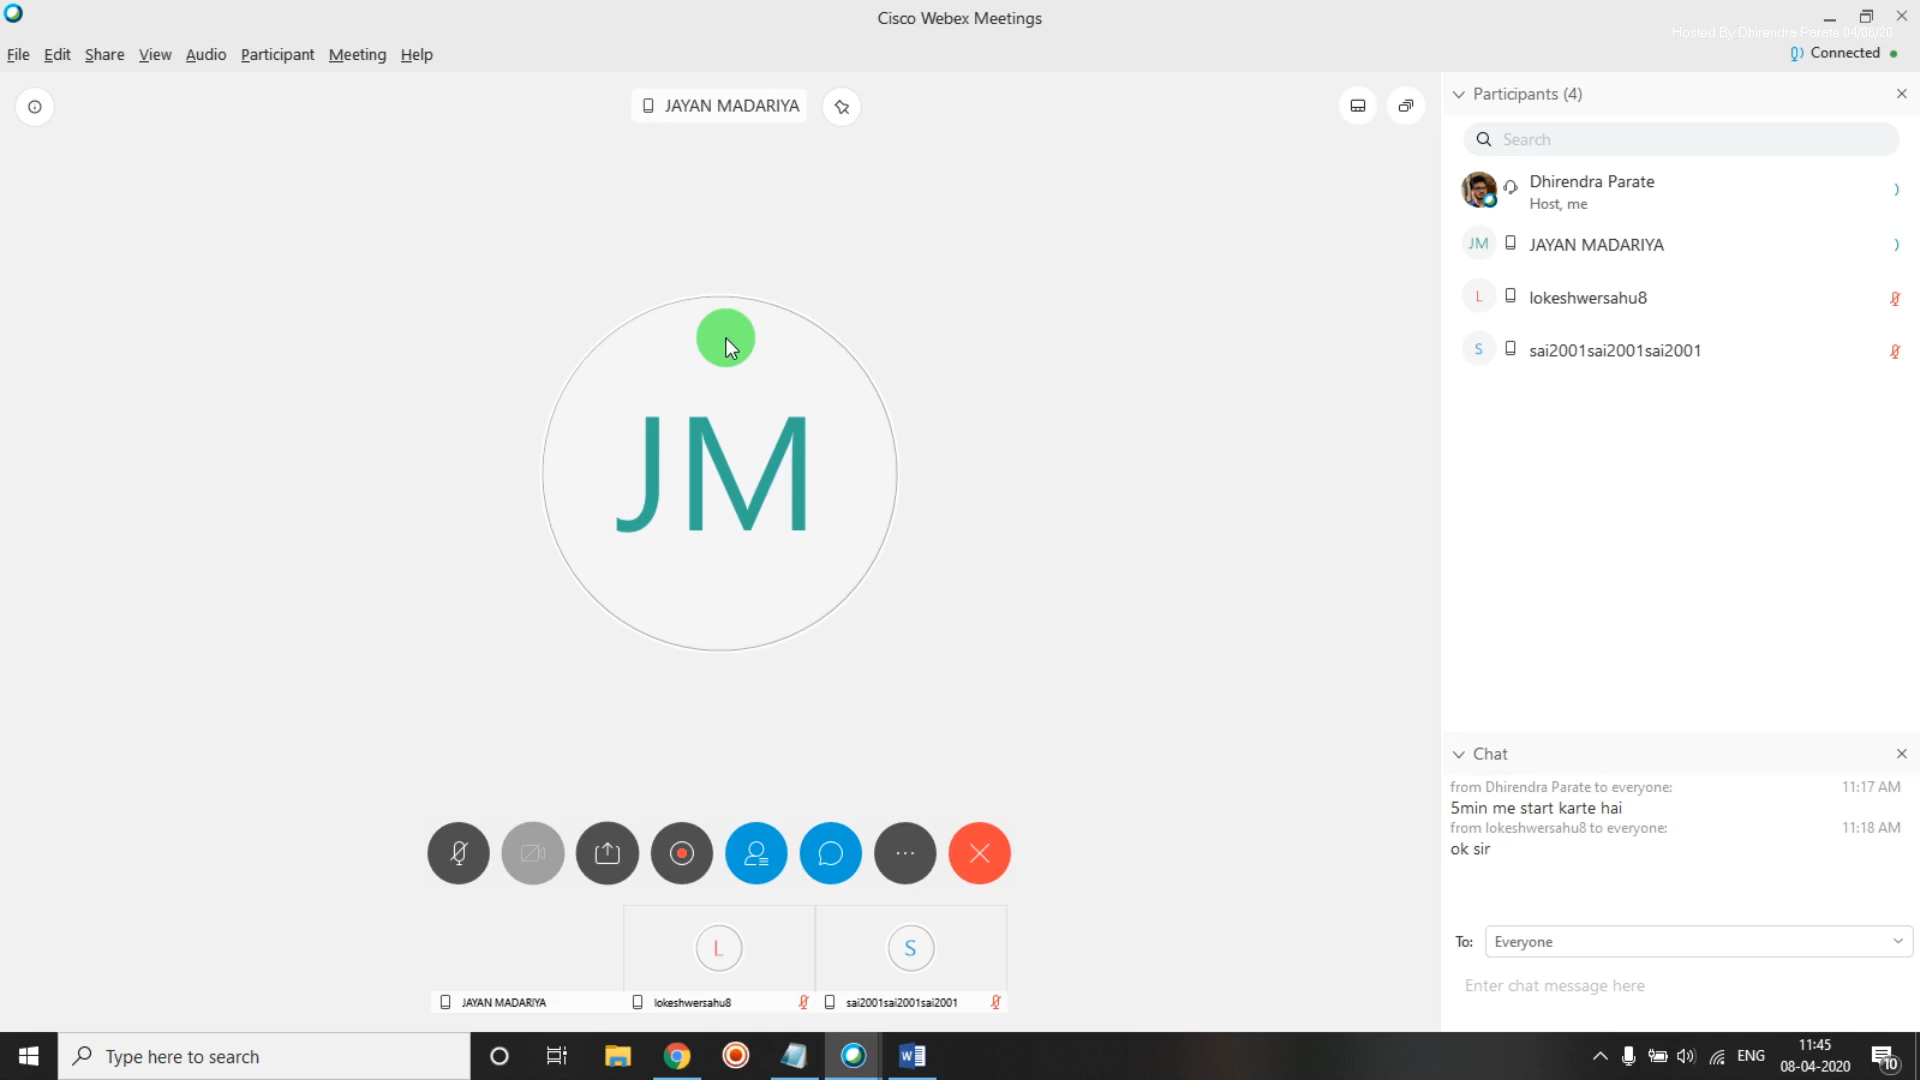 Cisco Webex Meetings
Hosted By Dhirendra Parate 04/08/20
File Edit Share View Audio Participant Meeting Help
Connected
JAYAN MADARIYA
JM
Participants (4)
Search
Dhirendra Parate
Host, me
JM JAYAN MADARIYA
L lokeshwersahu8
S sai2001sai2001sai2001
Chat
from Dhirendra Parate to everyone: 11:17 AM
5min me start karte hai
from lokeshwersahu8 to everyone: 11:18 AM
ok sir
To: Everyone
Enter chat message here
L S
JAYAN MADARIYA lokeshwersahu8 sai2001sai2001sai2001
Type here to search
ENG
11:45
08-04-2020
10